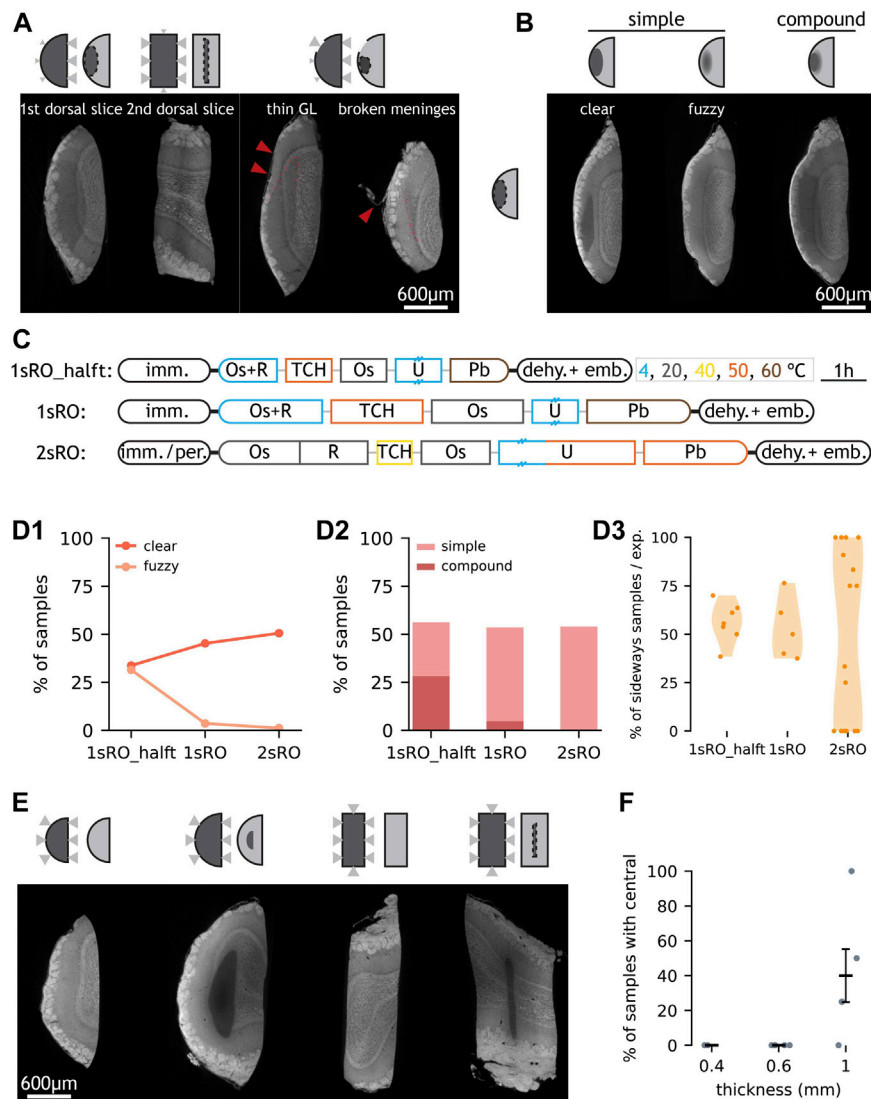 A
1st dorsal slice 2nd dorsal slice
thin GL
broken meninges
600μm
B
simple
compound
clear
fuzzy
600μm
C
1sRO_halft: imm. Os+R TCH Os U Pb dehy.+ emb. 4, 20, 40, 50, 60 °C 1h
1sRO: imm. Os+R TCH Os U Pb dehy.+ emb.
2sRO: imm./per. Os R TCH Os U Pb dehy.+ emb.
D1
% of samples
100
75
50
25
0
clear
fuzzy
1sRO_halft 1sRO 2sRO
D2
% of samples
100
75
50
25
0
simple
compound
1sRO_halft 1sRO 2sRO
D3
% of sideways samples / exp.
100
75
50
25
0
1sRO_halft 1sRO 2sRO
E
600μm
F
% of samples with central
100
80
60
40
20
0
0.4 0.6 1
thickness (mm)